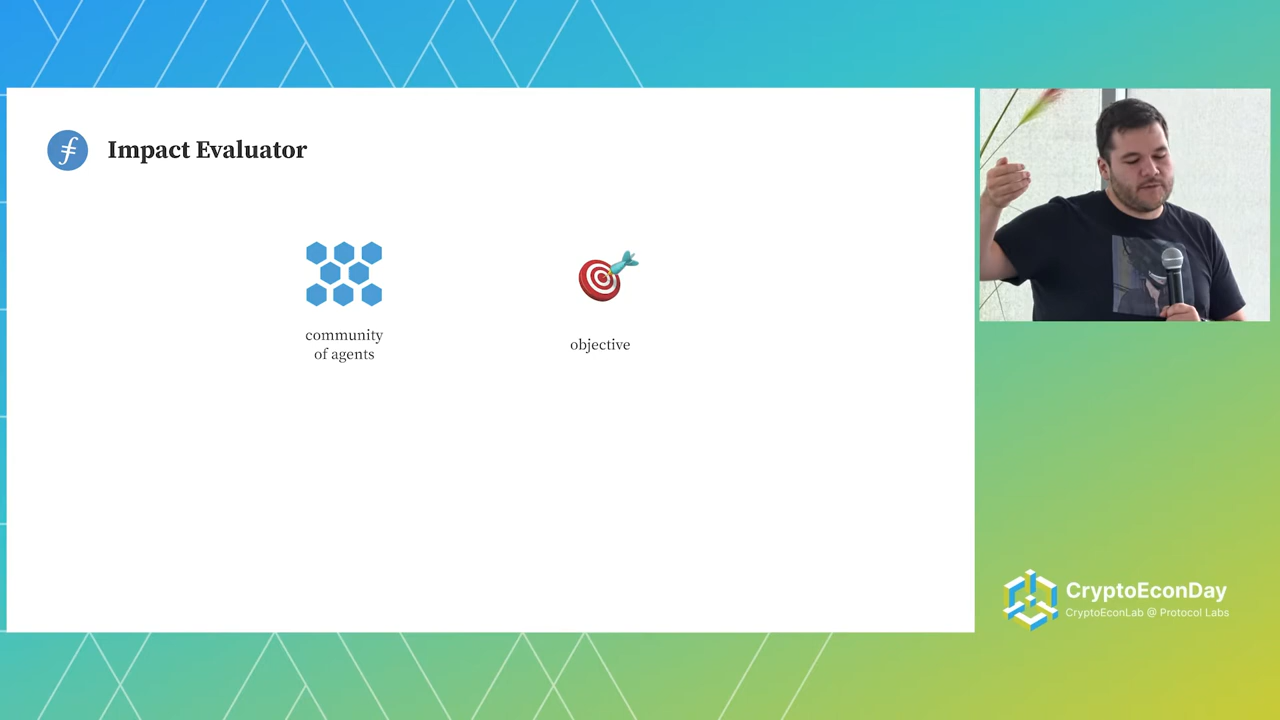 Impact Evaluator
community
of agents
objective
CryptoEconDay
CryptoEconLab @ Protocol Labs